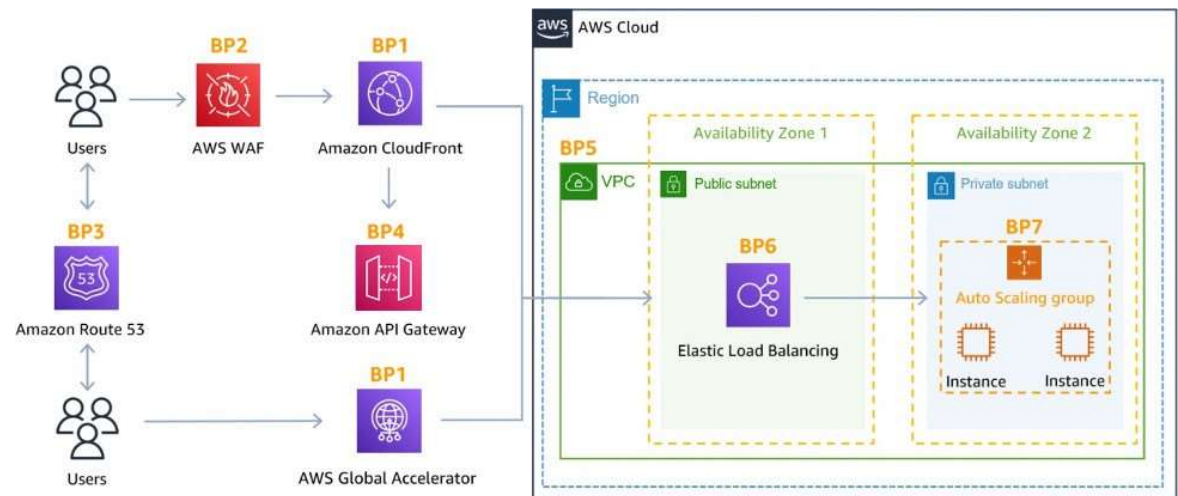 aws
AWS Cloud
BP2
BP1
Region
Users
AWS WAF
Amazon CloudFront
Availability Zone 1
Availability Zone 2
BP5
VPC
Public subnet
Private subnet
BP3
BP4
BP6
BP7
53
</>
Auto Scaling group
Amazon Route 53
Amazon API Gateway
Elastic Load Balancing
Instance
Instance
BP1
Users
AWS Global Accelerator